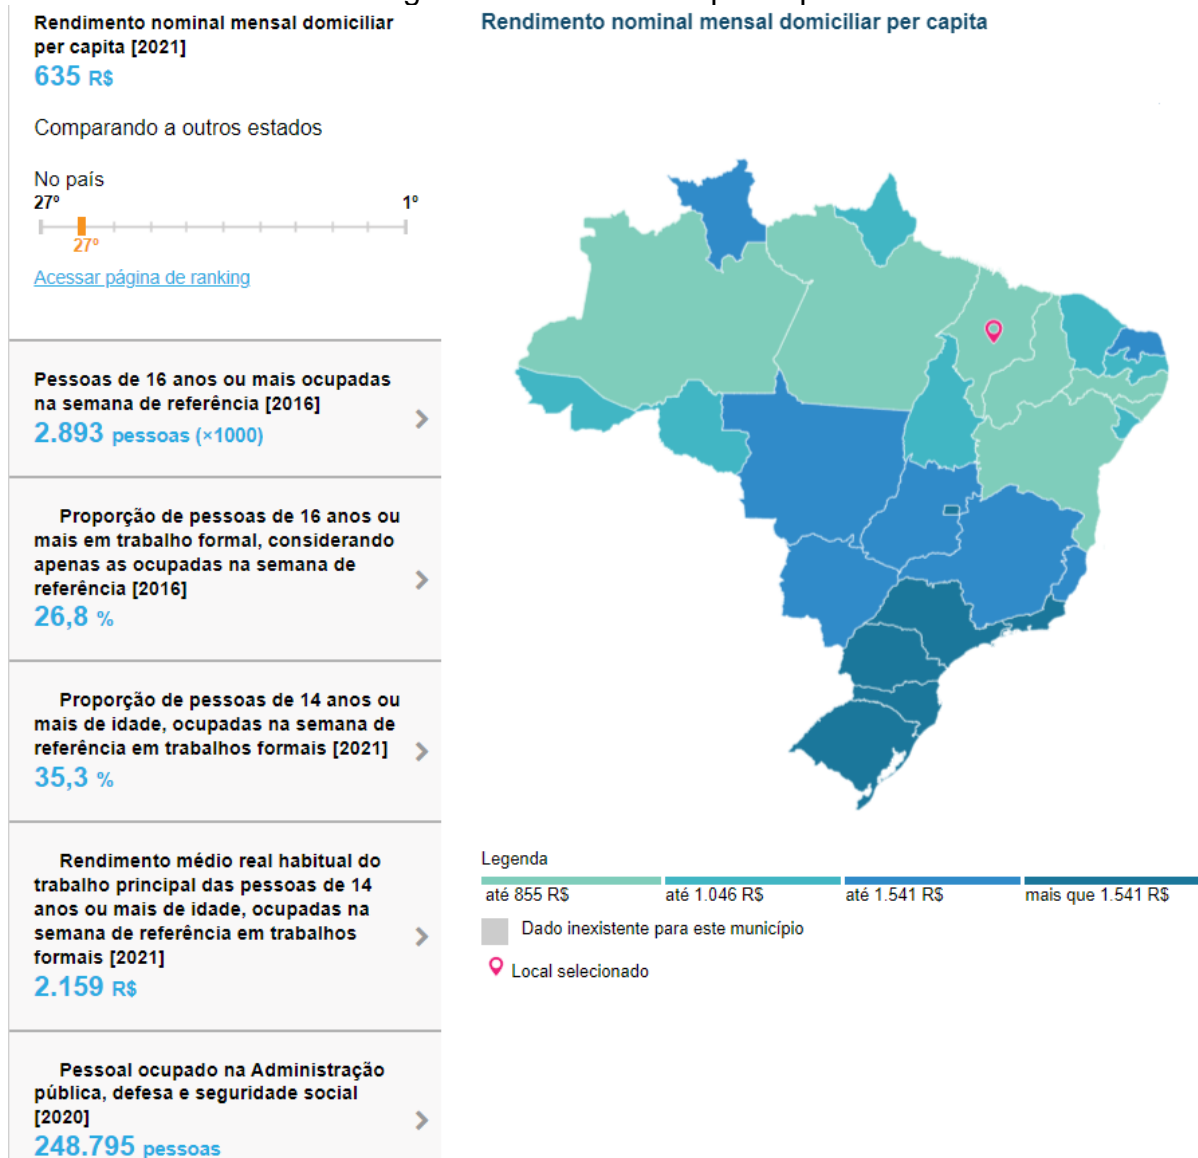 Rendimento nominal mensal domiciliar
per capita [2021]
635 R$
Comparando a outros estados
No país
27º
1º
27º
Acessar página de ranking
Pessoas de 16 anos ou mais ocupadas
na semana de referência [2016]
2.893 pessoas (×1000)
Proporção de pessoas de 16 anos ou
mais em trabalho formal, considerando
apenas as ocupadas na semana de
referência [2016]
26,8 %
Proporção de pessoas de 14 anos ou
mais de idade, ocupadas na semana de
referência em trabalhos formais [2021]
35,3 %
Rendimento médio real habitual do
trabalho principal das pessoas de 14
anos ou mais de idade, ocupadas na
semana de referência em trabalhos
formais [2021]
2.159 R$
Pessoal ocupado na Administração
pública, defesa e seguridade social
[2020]
248.795 pessoas
Rendimento nominal mensal domiciliar per capita
Legenda
até 855 R$
até 1.046 R$
até 1.541 R$
mais que 1.541 R$
Dado inexistente para este município
Local selecionado